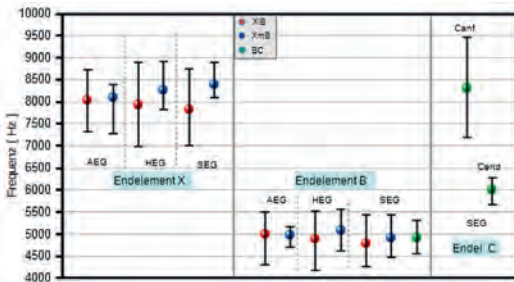 Frequenz [ Hz. ]
10000
9500
9000
8500
8000
7500
7000
6500
6000
5500
5000
4500
4000
XiB
XmB
BC
AEG
HEG
SEG
Endelement X
Endelement B
AEG
HEG
SEG
Canf
Cend
SEG
Endel C